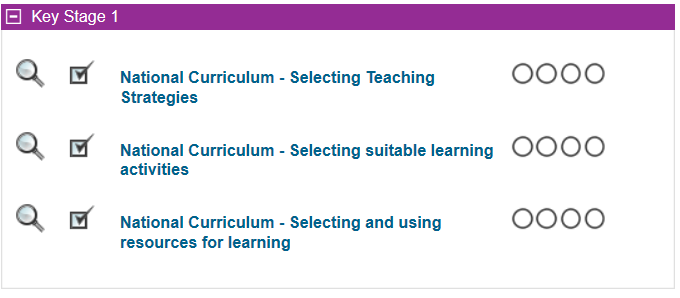 Key Stage 1
National Curriculum - Selecting Teaching
Strategies
National Curriculum - Selecting suitable learning
activities
National Curriculum - Selecting and using
resources for learning